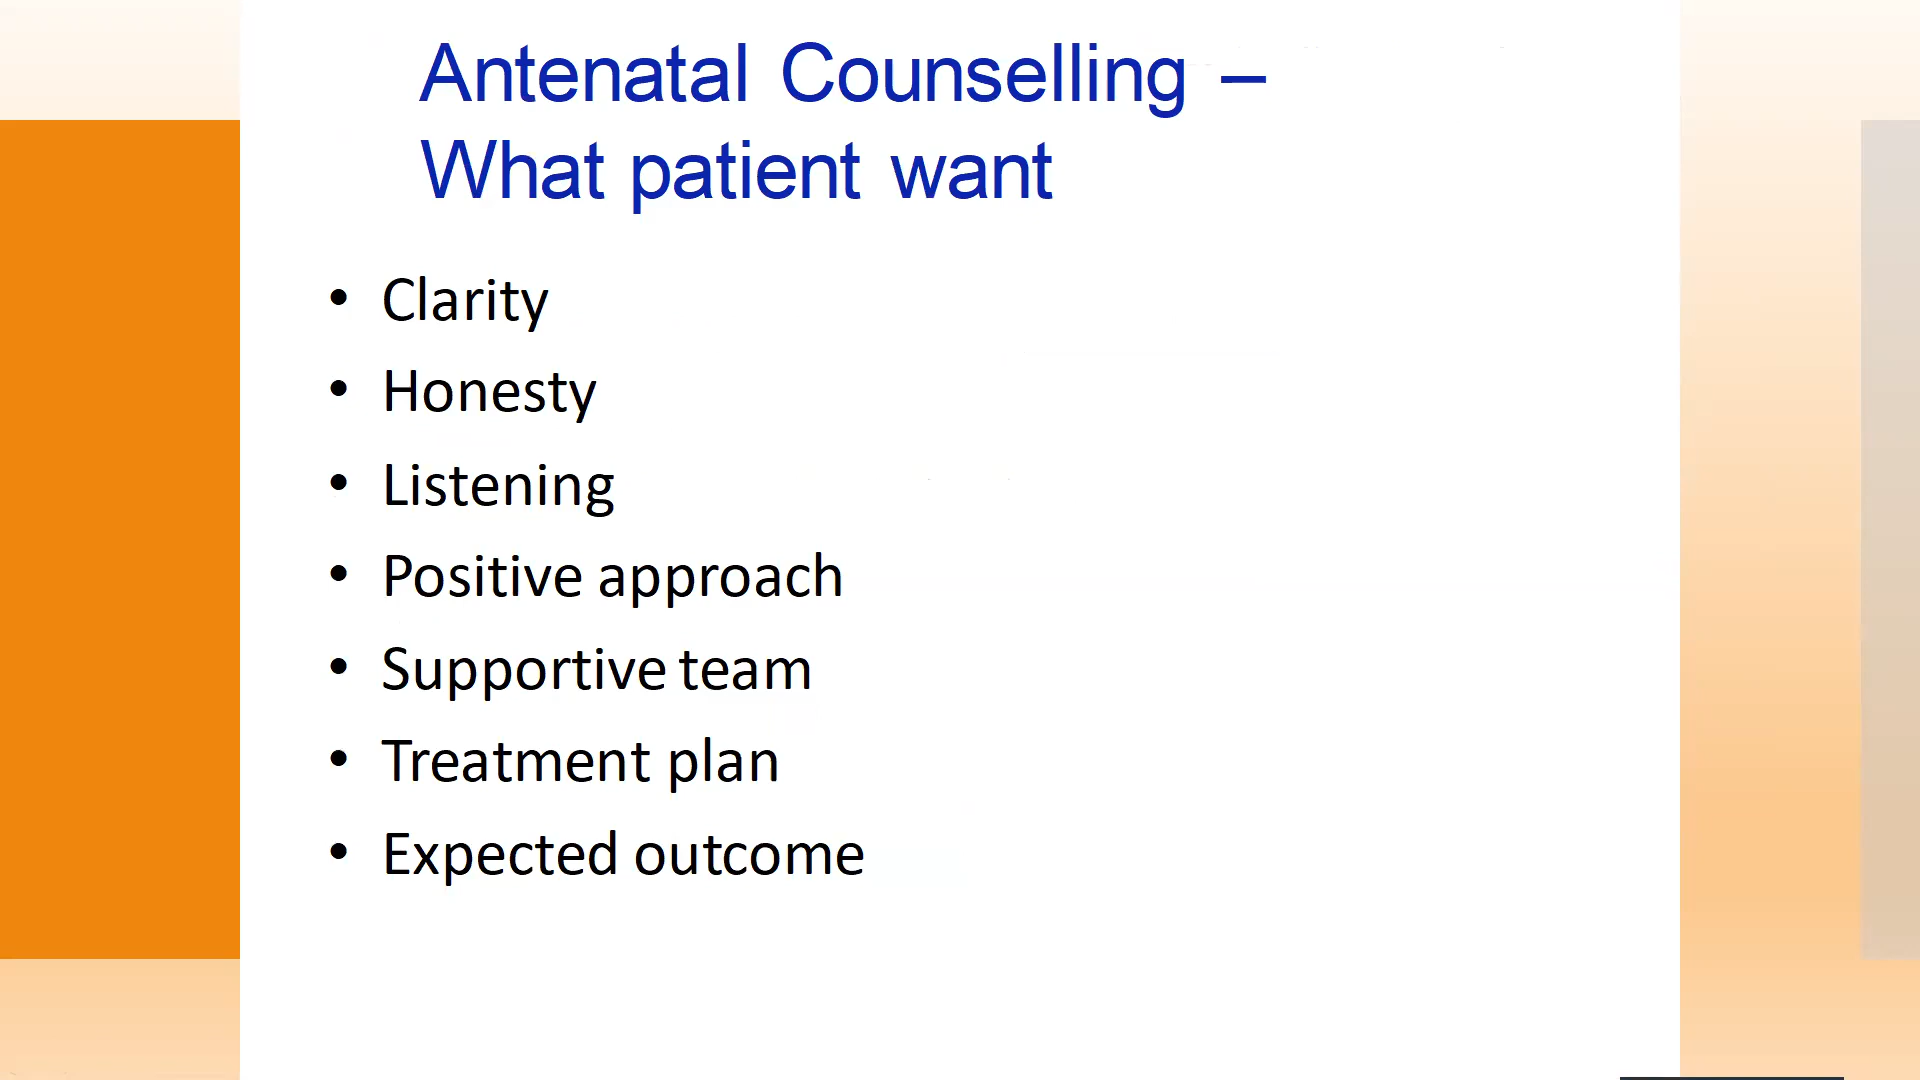 Antenatal Counselling –
What patient want
• Clarity
• Honesty
• Listening
• Positive approach
• Supportive team
• Treatment plan
• Expected outcome